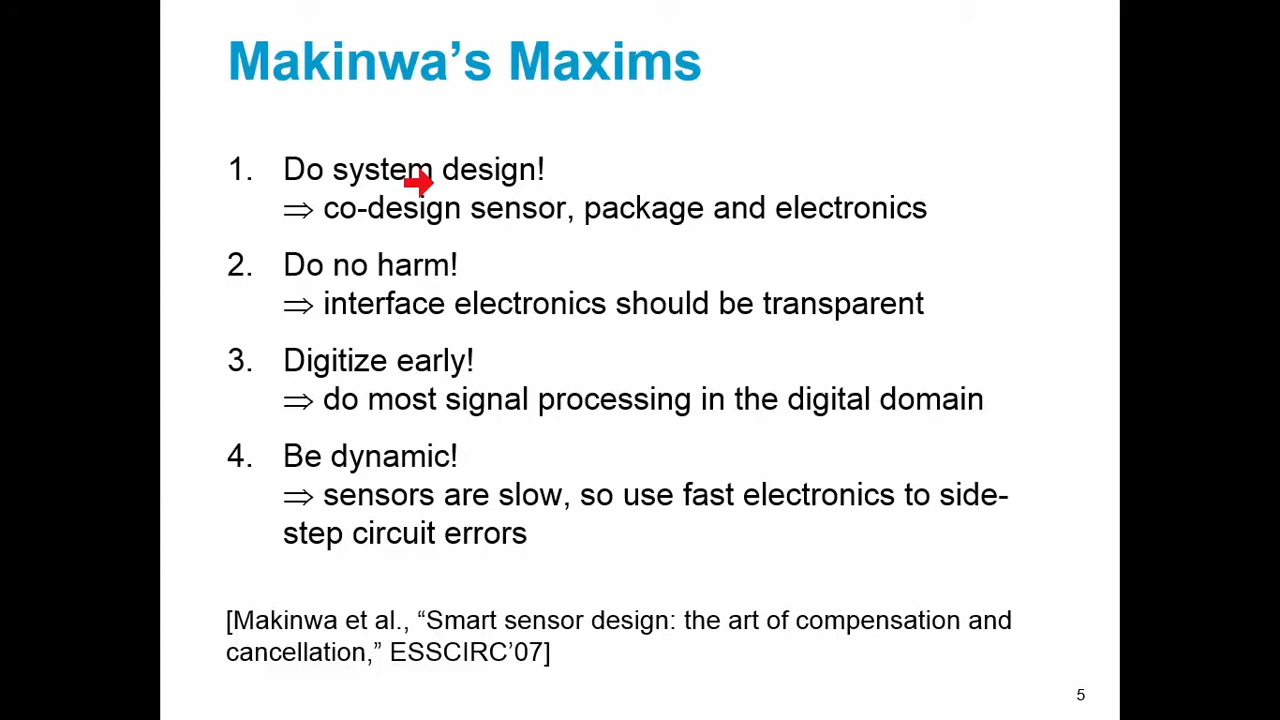 Makinwa’s Maxims
1. Do system design!
⇒ co-design sensor, package and electronics
2. Do no harm!
⇒ interface electronics should be transparent
3. Digitize early!
⇒ do most signal processing in the digital domain
4. Be dynamic!
⇒ sensors are slow, so use fast electronics to side-
step circuit errors
[Makinwa et al., “Smart sensor design: the art of compensation and
cancellation,” ESSCIRC’07]
5